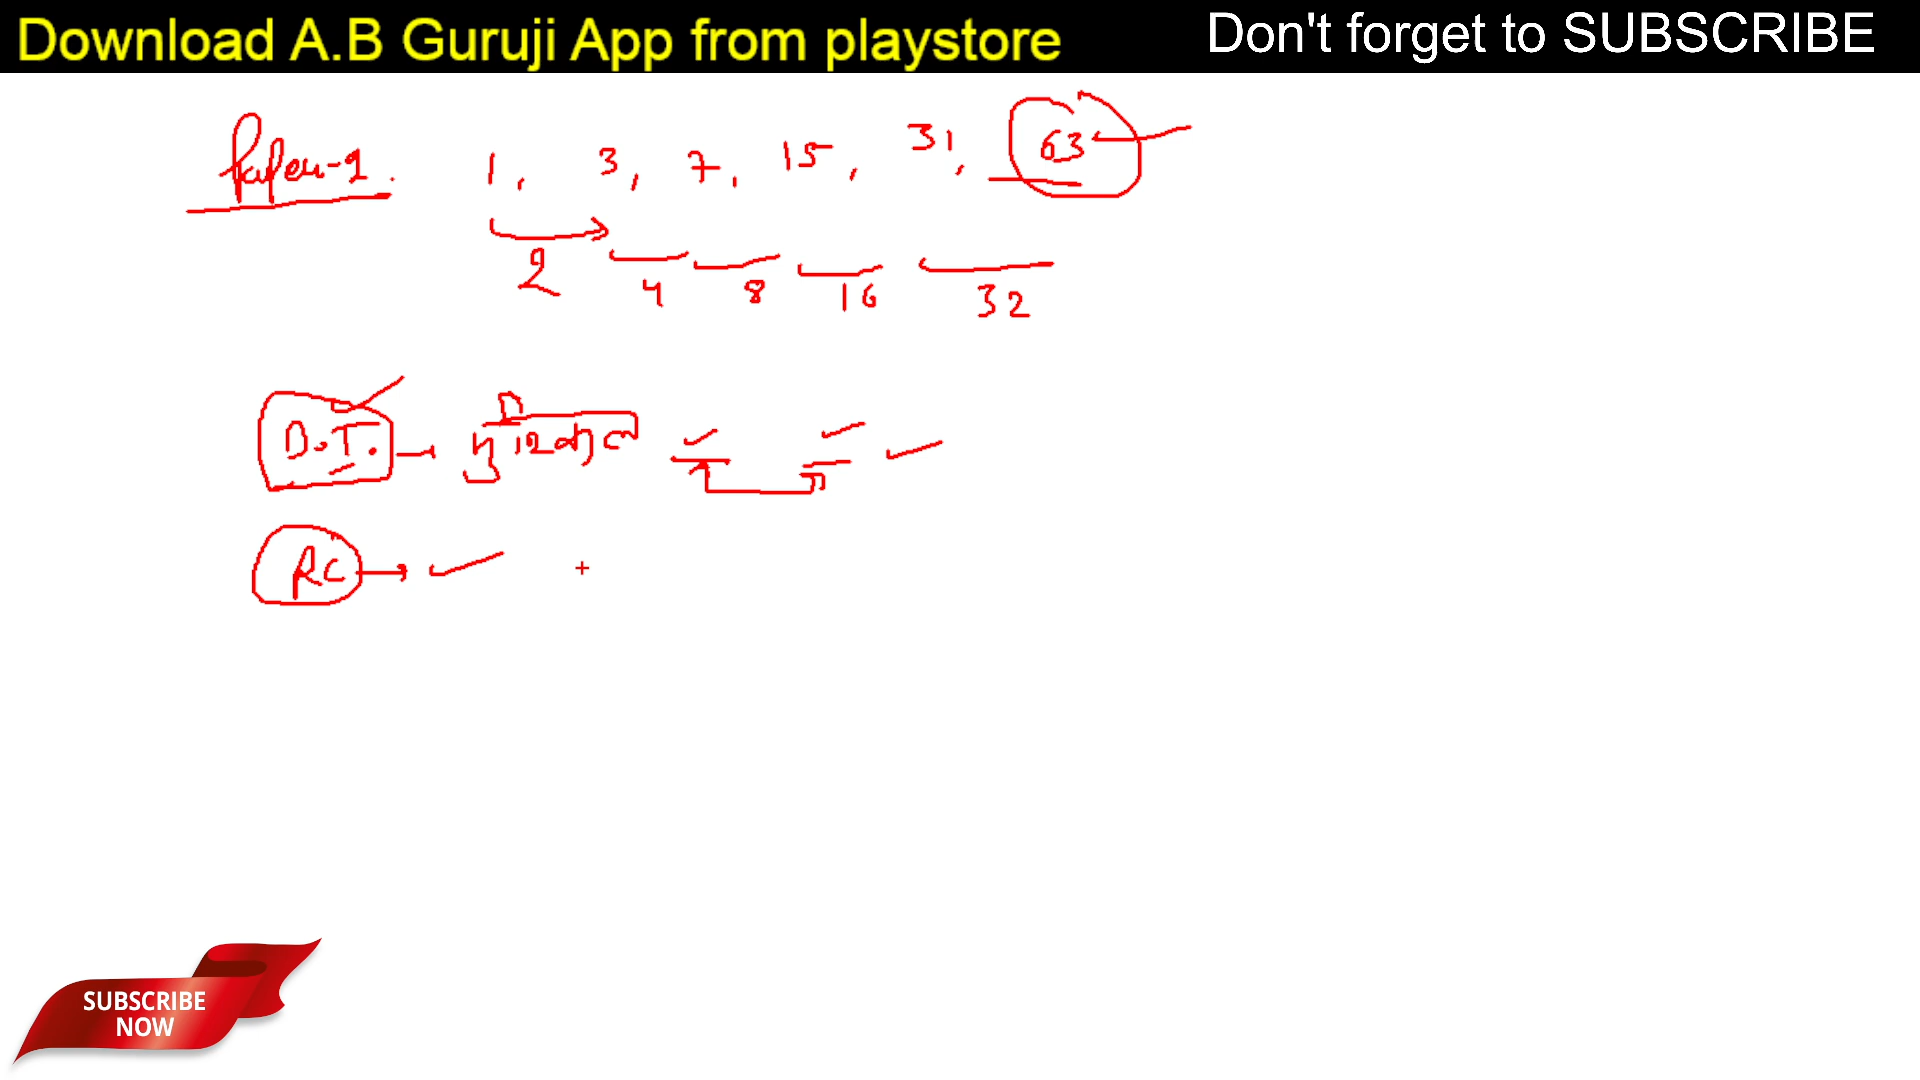 Download A.B Guruji App from playstore
Don't forget to SUBSCRIBE
Paper-1. 1, 3, 7, 15, 31, 63
2 4 8 16 32
D.T.
RC
SUBSCRIBE
NOW